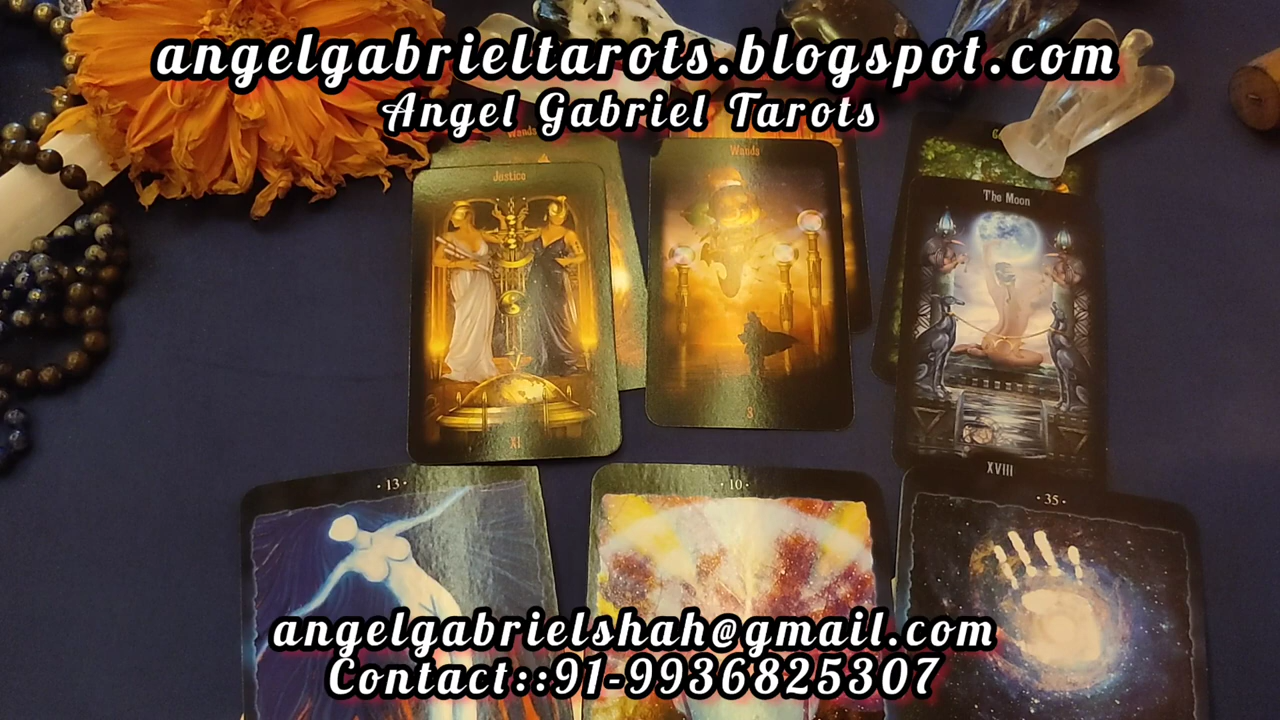 angelgabrieltarots.blogspot.com
Angel Gabriel Tarots
Wands
Wands
Justice
The Moon
XI
3
XVIII
·13·
·10·
·35·
angelgabrielshah@gmail.com
Contact::91-9936825307